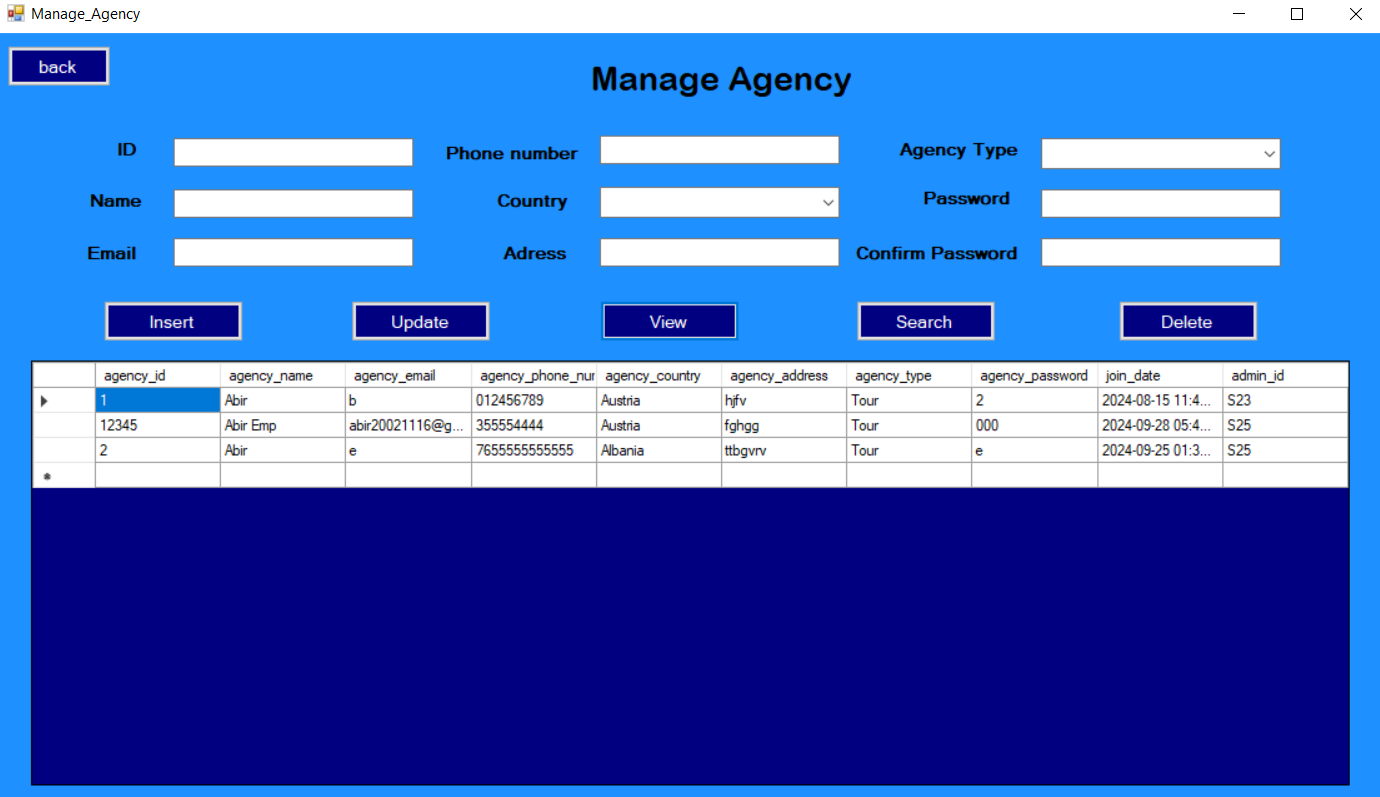 Manage_Agency
back
Manage Agency
ID Phone number Agency Type
Name Country Password
Email Adress Confirm Password
Insert Update View Search Delete
agency_id agency_name agency_email agency_phone_nur agency_country agency_address agency_type agency_password join_date admin_id
1 Abir b 012456789 Austria hjfv Tour 2 2024-08-15 11:4... S23
12345 Abir Emp abir20021116@g... 355554444 Austria fghgg Tour 000 2024-09-28 05:4... S25
2 Abir e 7655555555555 Albania ttbgvrv Tour e 2024-09-25 01:3... S25